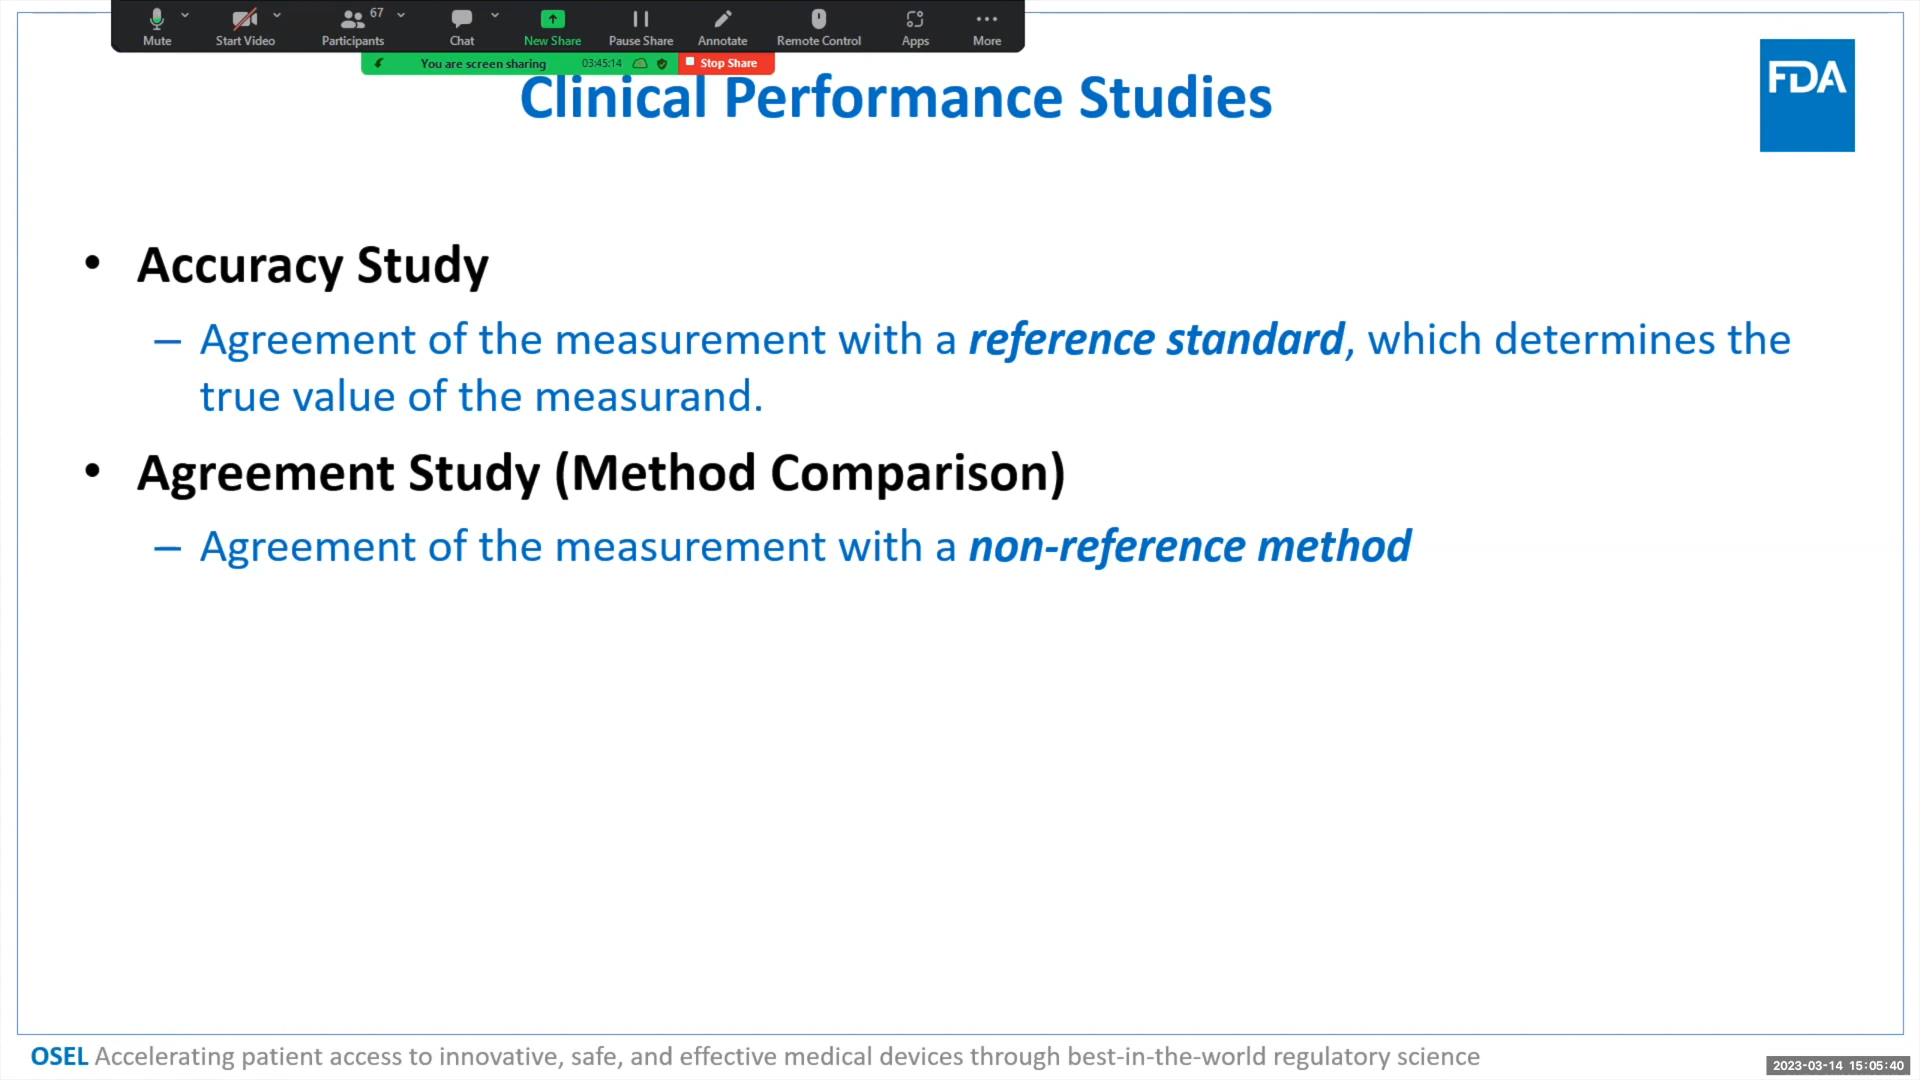 67
Mute
Start Video
Participants
Chat
New Share
Pause Share
Annotate
Remote Control
Apps
More
You are screen sharing 03:45:14 Stop Share
Clinical Performance Studies
FDA
• Accuracy Study
– Agreement of the measurement with a reference standard, which determines the
true value of the measurand.
• Agreement Study (Method Comparison)
– Agreement of the measurement with a non-reference method
OSEL Accelerating patient access to innovative, safe, and effective medical devices through best-in-the-world regulatory science
2023-03-14 15:05:40